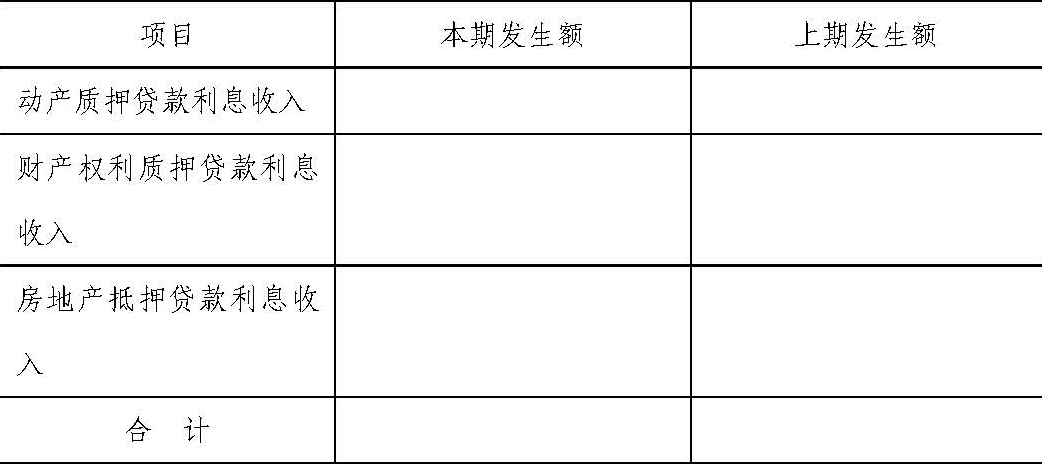 项目 本期发生额 上期发生额
动产质押贷款利息收入
财产权利质押贷款利息
收入
房地产抵押贷款利息收
入
合 计